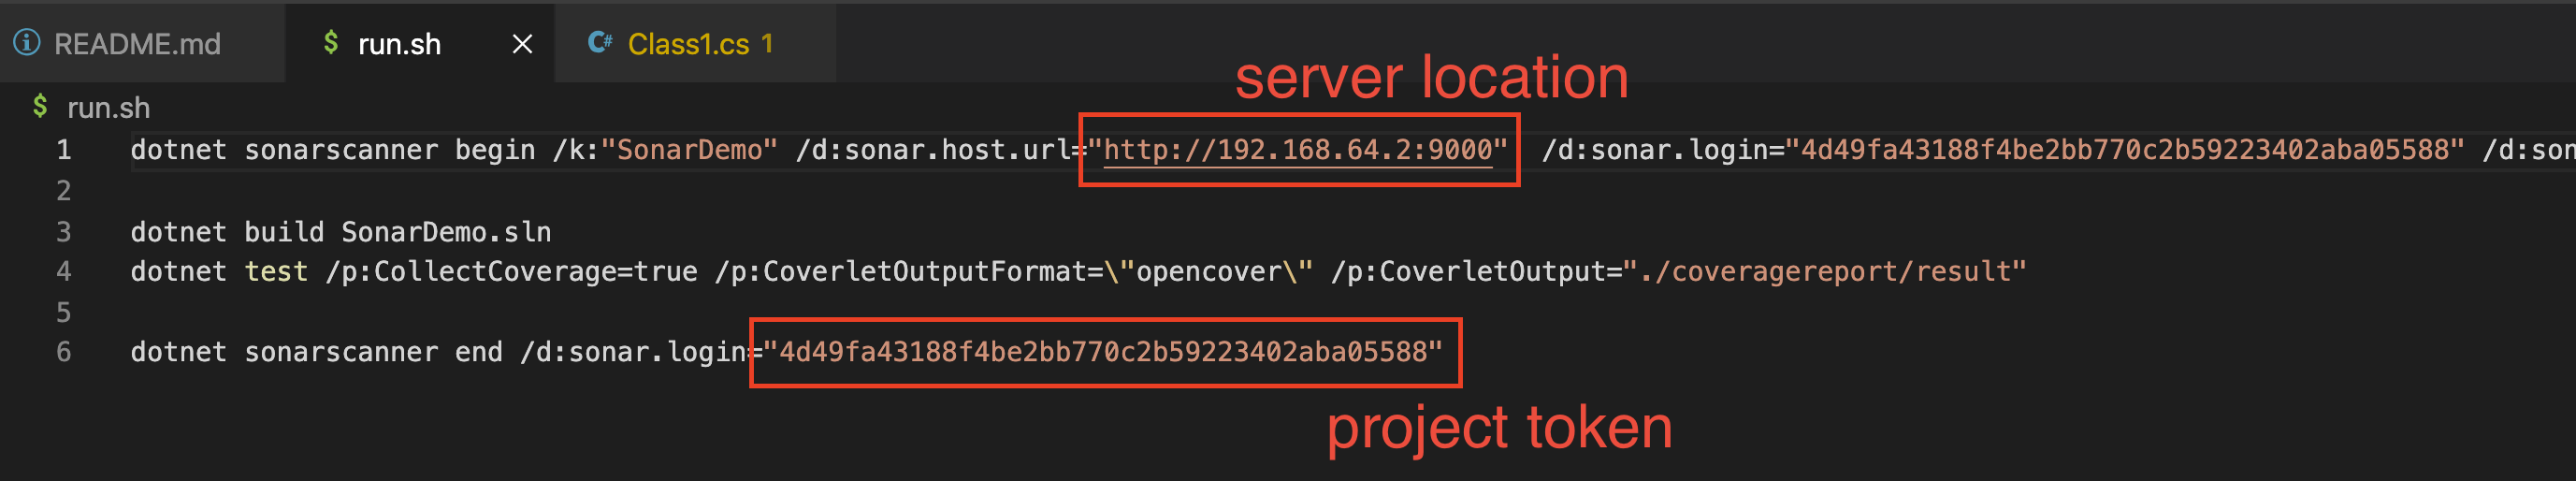 README.md $ run.sh × C# Class1.cs 1
server location
$ run.sh
1 dotnet sonarscanner begin /k:"SonarDemo" /d:sonar.host.url="http://192.168.64.2:9000" /d:sonar.login="4d49fa43188f4be2bb770c2b59223402aba05588" /d:son
2
3 dotnet build SonarDemo.sln
4 dotnet test /p:CollectCoverage=true /p:CoverletOutputFormat=\"opencover\" /p:CoverletOutput="./coveragereport/result"
5
6 dotnet sonarscanner end /d:sonar.login="4d49fa43188f4be2bb770c2b59223402aba05588"
project token